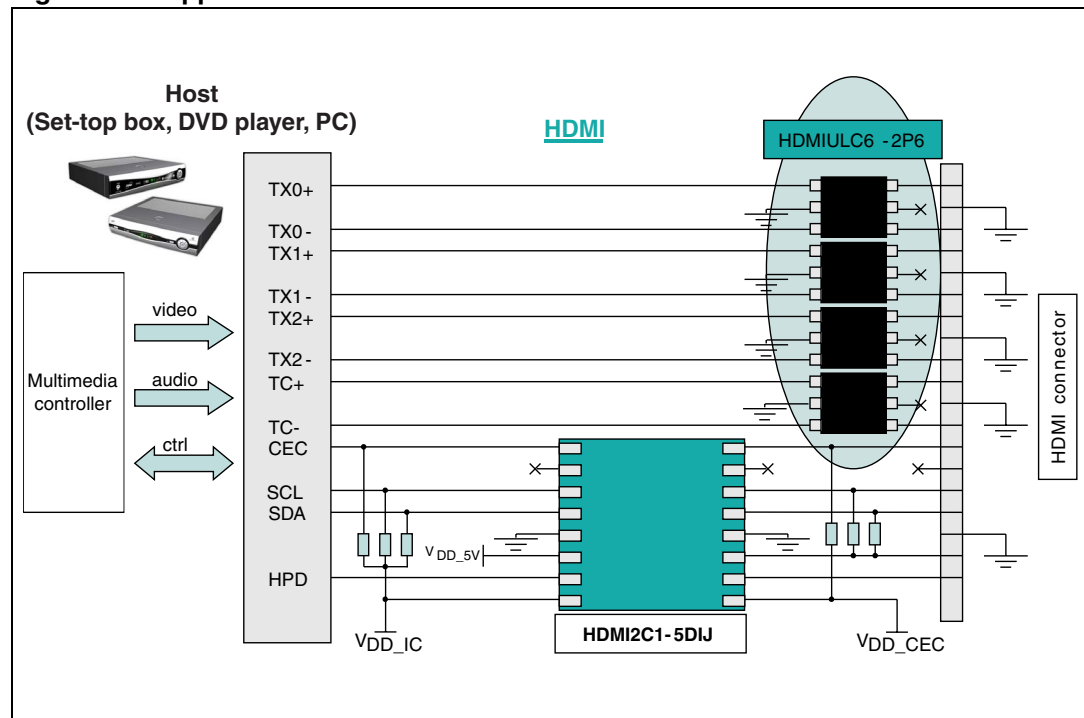 Host
(Set-top box, DVD player, PC)
HDMI
HDMIULC6 -2P6
TX0+
TX0-
TX1+
TX1-
TX2+
TX2-
TC+
TC-
CEC
SCL
SDA
HPD
video
audio
ctrl
Multimedia
controller
HDMI connector
VDD_5V
VDD_IC
HDMI2C1-5DIJ
VDD_CEC